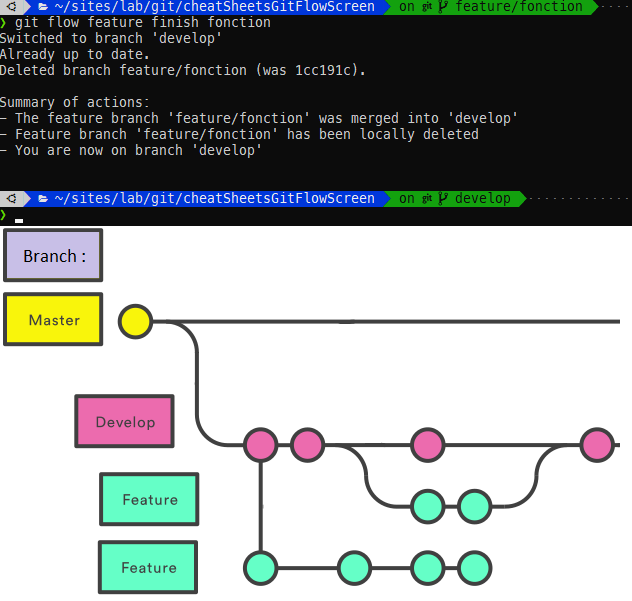 ~/sites/lab/git/cheatSheetsGitFlowScreen on git feature/fonction
❯ git flow feature finish fonction
Switched to branch 'develop'
Already up to date.
Deleted branch feature/fonction (was 1cc191c).
Summary of actions:
- The feature branch 'feature/fonction' was merged into 'develop'
- Feature branch 'feature/fonction' has been locally deleted
- You are now on branch 'develop'
~/sites/lab/git/cheatSheetsGitFlowScreen on git develop
❯
Branch :
Master
Develop
Feature
Feature